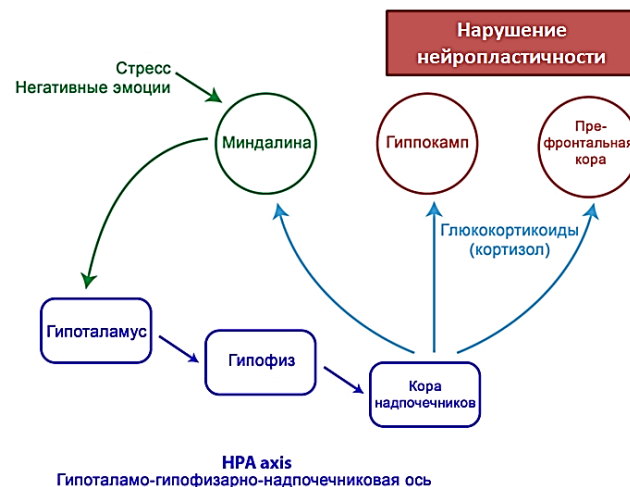 Нарушение
нейропластичности
Стресс
Негативные эмоции
Миндалина
Гиппокамп
Пре-
фронтальная
кора
Глюкокортикоиды
(кортизол)
Гипоталамус
Гипофиз
Кора
надпочечников
HPA axis
Гипоталамо-гипофизарно-надпочечниковая ось